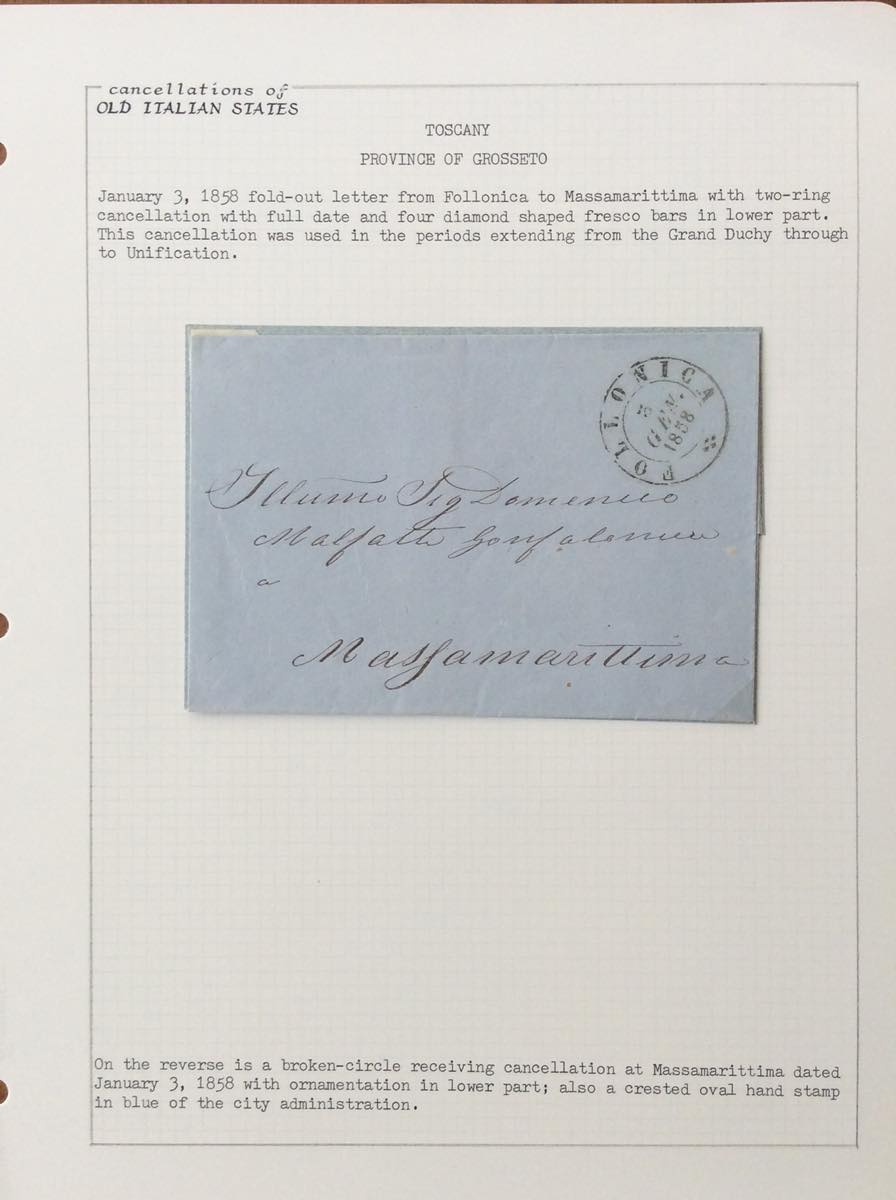 cancellations of
OLD ITALIAN STATES
TOSCANY
PROVINCE OF GROSSETO
January 3, 1858 fold-out letter from Follonica to Massamarittima with two-ring
cancellation with full date and four diamond shaped fresco bars in lower part.
This cancellation was used in the periods extending from the Grand Duchy through
to Unification.
FOLLONICA
3
GEN.
1858
Illumo Sig Domenico
Malfatti Gonfaloniere
a
Massamarittima
On the reverse is a broken-circle receiving cancellation at Massamarittima dated
January 3, 1858 with ornamentation in lower part; also a crested oval hand stamp
in blue of the city administration.